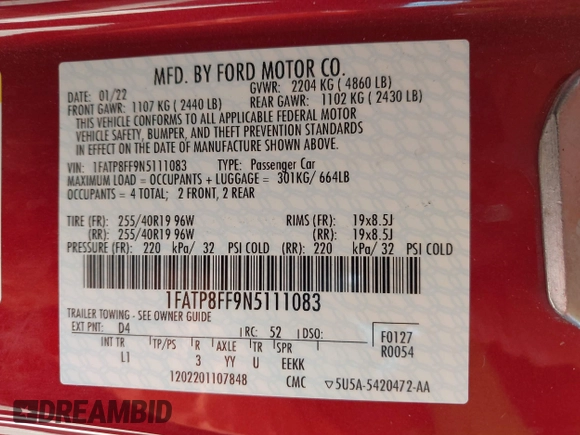 MFD. BY FORD MOTOR CO.
DATE: 01/22 GVWR: 2204 KG ( 4860 LB)
FRONT GAWR: 1107 KG ( 2440 LB) REAR GAWR: 1102 KG ( 2430 LB)
THIS VEHICLE CONFORMS TO ALL APPLICABLE FEDERAL MOTOR
VEHICLE SAFETY, BUMPER, AND THEFT PREVENTION STANDARDS
IN EFFECT ON THE DATE OF MANUFACTURE SHOWN ABOVE.
VIN: 1FATP8FF9N5111083 TYPE: Passenger Car
MAXIMUM LOAD = OCCUPANTS + LUGGAGE = 301KG/ 664LB
OCCUPANTS = 4 TOTAL; 2 FRONT, 2 REAR
TIRE (FR): 255/40R19 96W RIMS (FR): 19x8.5J
(RR): 255/40R19 96W (RR): 19x8.5J
PRESSURE (FR): 220 kPa/ 32 PSI COLD (RR): 220 kPa/ 32 PSI COLD
1FATP8FF9N5111083
TRAILER TOWING - SEE OWNER GUIDE
EXT PNT: D4 RC: 52 DSO: F0127
INT TR TP/PS R AXLE TR SPR R0054
L1 3 YY U EEKK
1202201107848 CMC 5U5A-5420472-AA
DREAMBID